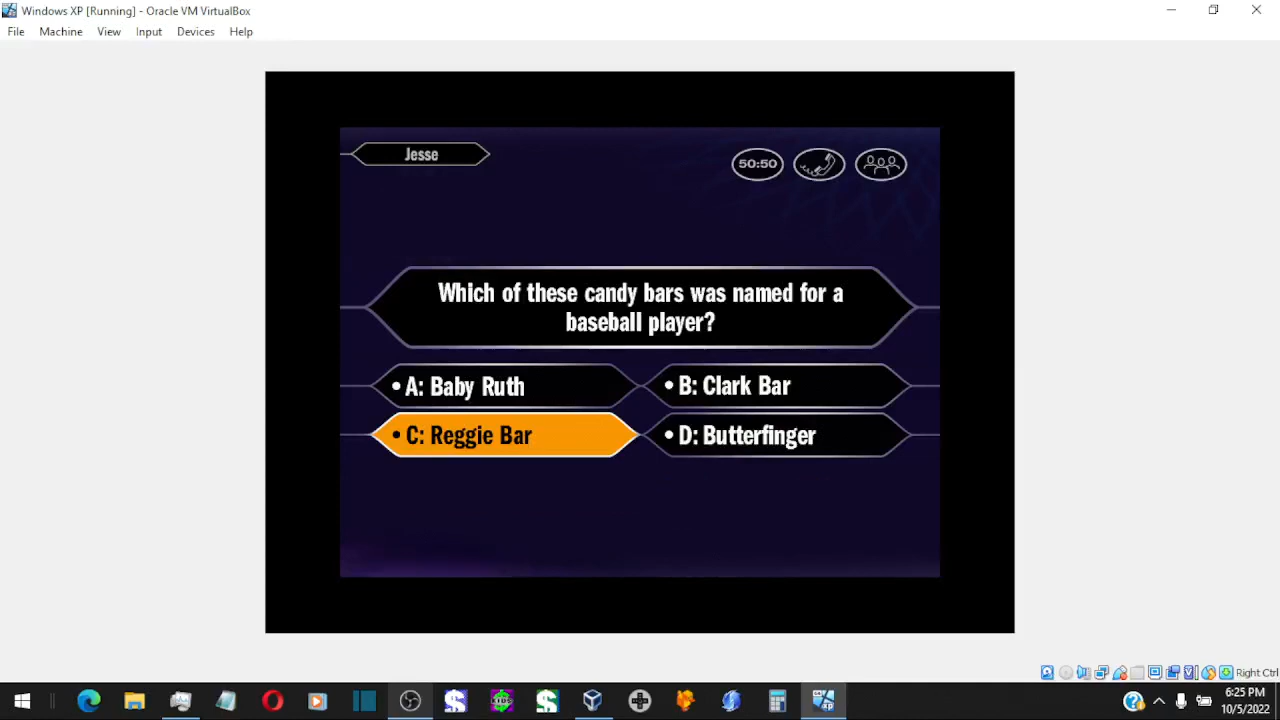 Windows XP [Running] - Oracle VM VirtualBox
File Machine View Input Devices Help
Jesse
50:50
Which of these candy bars was named for a
baseball player?
• A: Baby Ruth
• B: Clark Bar
• C: Reggie Bar
• D: Butterfinger
Right Ctrl
6:25 PM
10/5/2022